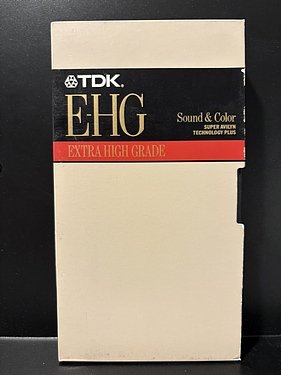 TDK.
E-HG
Sound & Color
SUPER AVILYN
TECHNOLOGY PLUS
EXTRA HIGH GRADE